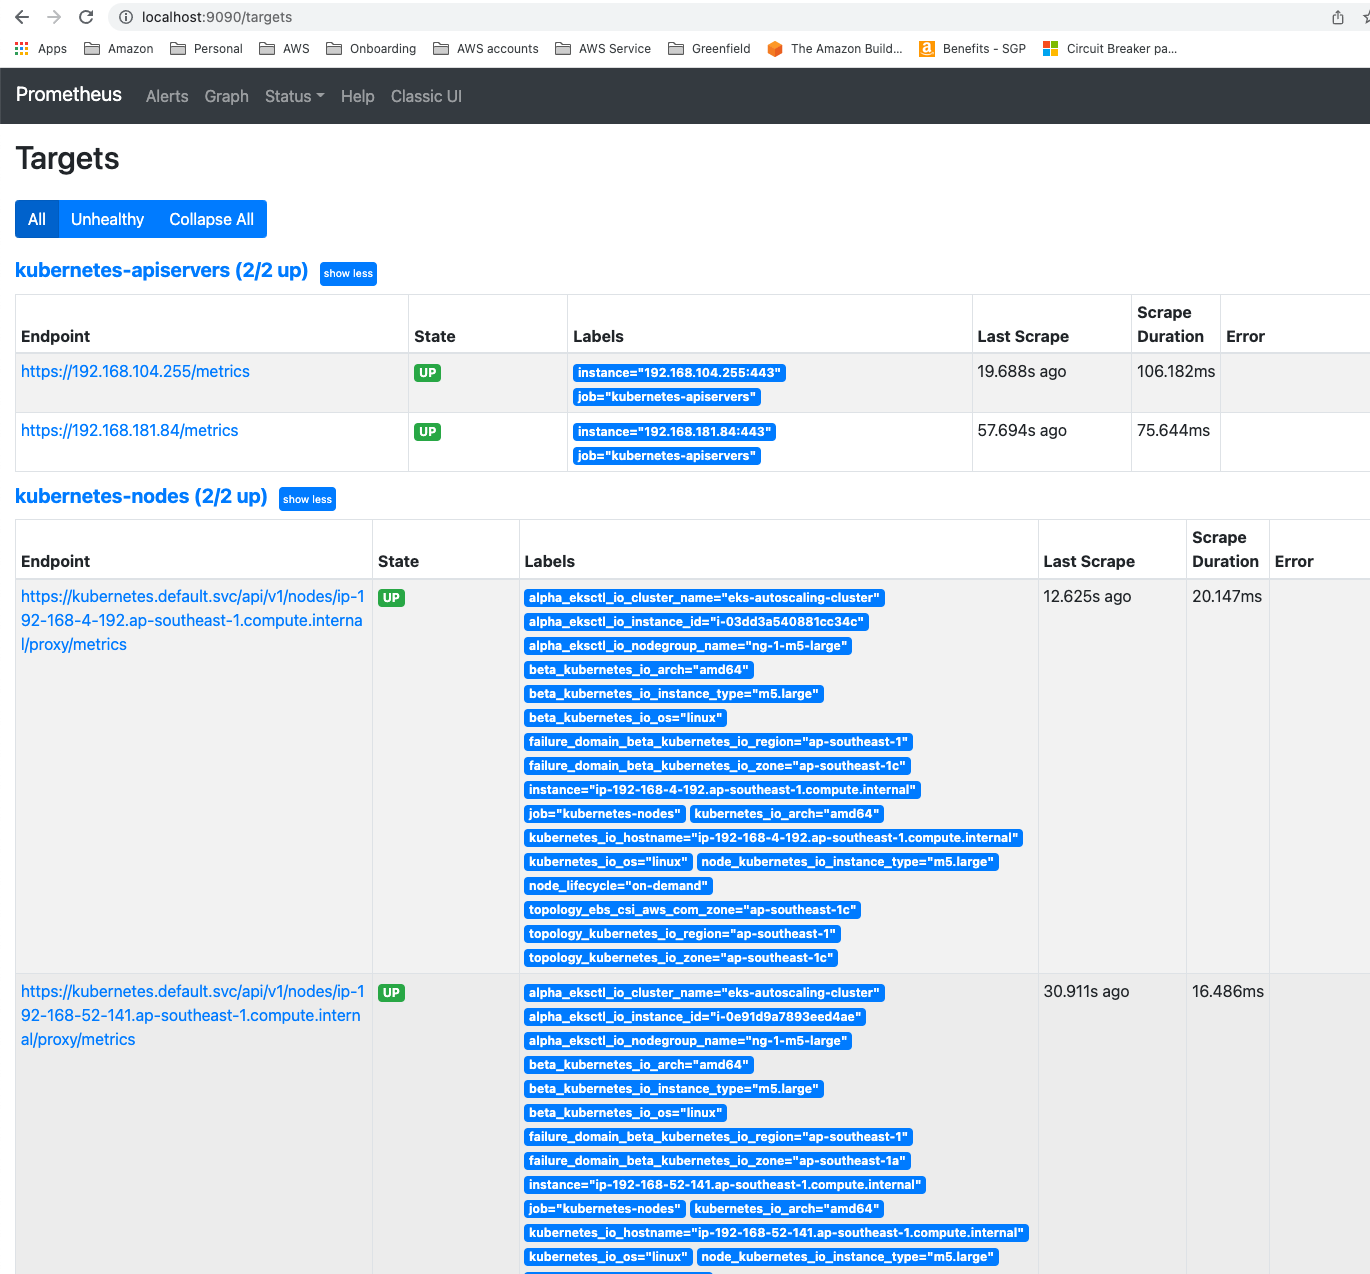 localhost:9090/targets
Apps Amazon Personal AWS Onboarding AWS accounts AWS Service Greenfield The Amazon Build... Benefits - SGP Circuit Breaker pa...
Prometheus Alerts Graph Status Help Classic UI
Targets
All Unhealthy Collapse All
kubernetes-apiservers (2/2 up) show less
Endpoint State Labels Last Scrape Scrape Duration Error
https://192.168.104.255/metrics UP instance="192.168.104.255:443" 19.688s ago 106.182ms
job="kubernetes-apiservers"
https://192.168.181.84/metrics UP instance="192.168.181.84:443" 57.694s ago 75.644ms
job="kubernetes-apiservers"
kubernetes-nodes (2/2 up) show less
Endpoint State Labels Last Scrape Scrape Duration Error
https://kubernetes.default.svc/api/v1/nodes/ip-1 UP alpha_eksctl_io_cluster_name="eks-autoscaling-cluster" 12.625s ago 20.147ms
92-168-4-192.ap-southeast-1.compute.interna alpha_eksctl_io_instance_id="i-03dd3a540881cc34c"
l/proxy/metrics alpha_eksctl_io_nodegroup_name="ng-1-m5-large"
beta_kubernetes_io_arch="amd64"
beta_kubernetes_io_instance_type="m5.large"
beta_kubernetes_io_os="linux"
failure_domain_beta_kubernetes_io_region="ap-southeast-1"
failure_domain_beta_kubernetes_io_zone="ap-southeast-1c"
instance="ip-192-168-4-192.ap-southeast-1.compute.internal"
job="kubernetes-nodes" kubernetes_io_arch="amd64"
kubernetes_io_hostname="ip-192-168-4-192.ap-southeast-1.compute.internal"
kubernetes_io_os="linux" node_kubernetes_io_instance_type="m5.large"
node_lifecycle="on-demand"
topology_ebs_csi_aws_com_zone="ap-southeast-1c"
topology_kubernetes_io_region="ap-southeast-1"
topology_kubernetes_io_zone="ap-southeast-1c"
https://kubernetes.default.svc/api/v1/nodes/ip-1 UP alpha_eksctl_io_cluster_name="eks-autoscaling-cluster" 30.911s ago 16.486ms
92-168-52-141.ap-southeast-1.compute.intern alpha_eksctl_io_instance_id="i-0e91d9a7893eed4ae"
al/proxy/metrics alpha_eksctl_io_nodegroup_name="ng-1-m5-large"
beta_kubernetes_io_arch="amd64"
beta_kubernetes_io_instance_type="m5.large"
beta_kubernetes_io_os="linux"
failure_domain_beta_kubernetes_io_region="ap-southeast-1"
failure_domain_beta_kubernetes_io_zone="ap-southeast-1a"
instance="ip-192-168-52-141.ap-southeast-1.compute.internal"
job="kubernetes-nodes" kubernetes_io_arch="amd64"
kubernetes_io_hostname="ip-192-168-52-141.ap-southeast-1.compute.internal"
kubernetes_io_os="linux" node_kubernetes_io_instance_type="m5.large"